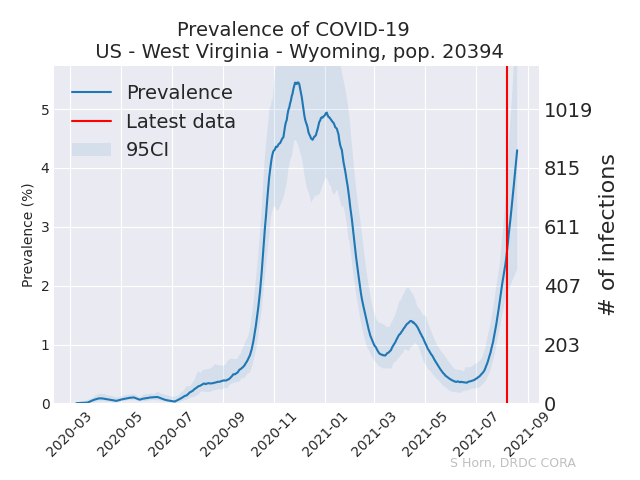 Prevalence of COVID-19
US - West Virginia - Wyoming, pop. 20394
Prevalence
Latest data
95CI
Prevalence (%)
5
4
3
2
1
0
1019
815
611
407
203
0
# of infections
2020-03
2020-05
2020-07
2020-09
2020-11
2021-01
2021-03
2021-05
2021-07
2021-09
S Horn, DRDC CORA